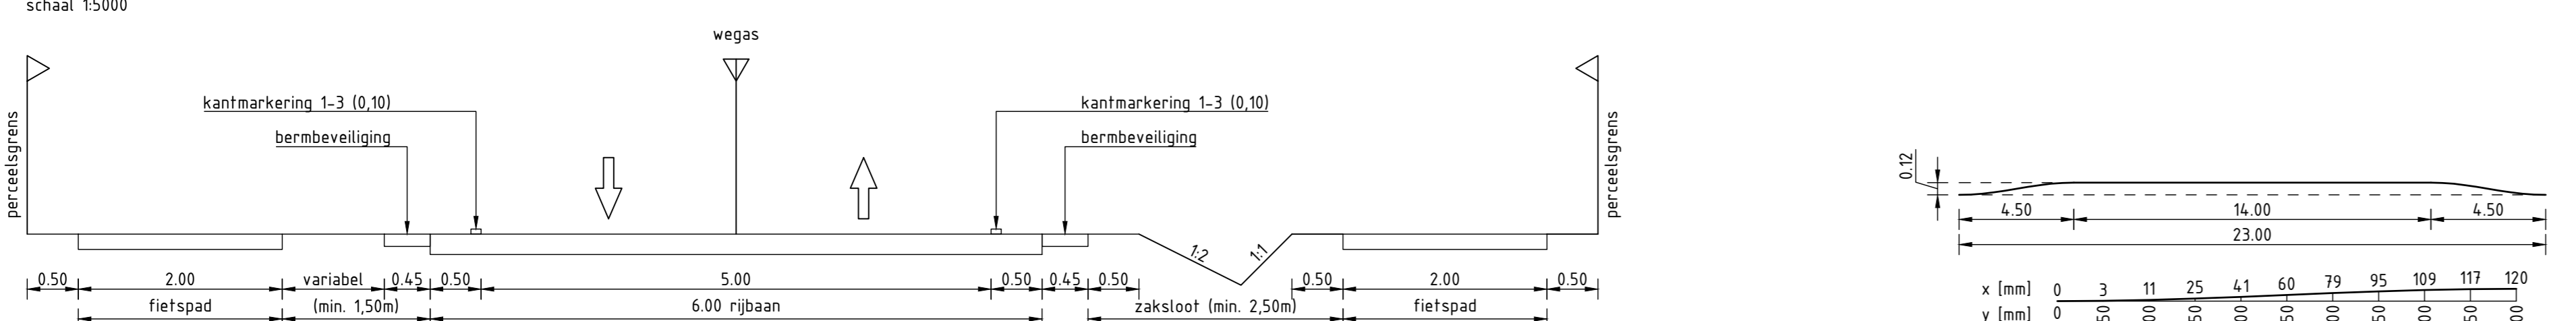 schaal 1:5000
wegas
kantmarkering 1-3 (0,10)
kantmarkering 1-3 (0,10)
bermbeveiliging
bermbeveiliging
perceelsgrens
perceelsgrens
1:2
1:1
0.50 2.00 variabel 0.45 0.50 5.00 0.50 0.45 0.50 0.50 2.00 0.50
fietspad (min. 1,50m) 6.00 rijbaan zaksloot (min. 2,50m) fietspad
0.12
4.50 14.00 4.50
23.00
x [mm] 0 3 11 25 41 60 79 95 109 117 120
y [mm] 0